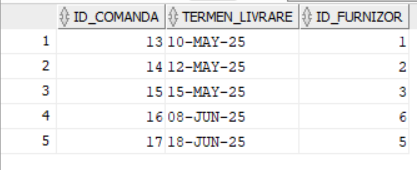 ID_COMANDA TERMEN_LIVRARE ID_FURNIZOR
1 13 10-MAY-25 1
2 14 12-MAY-25 2
3 15 15-MAY-25 3
4 16 08-JUN-25 6
5 17 18-JUN-25 5